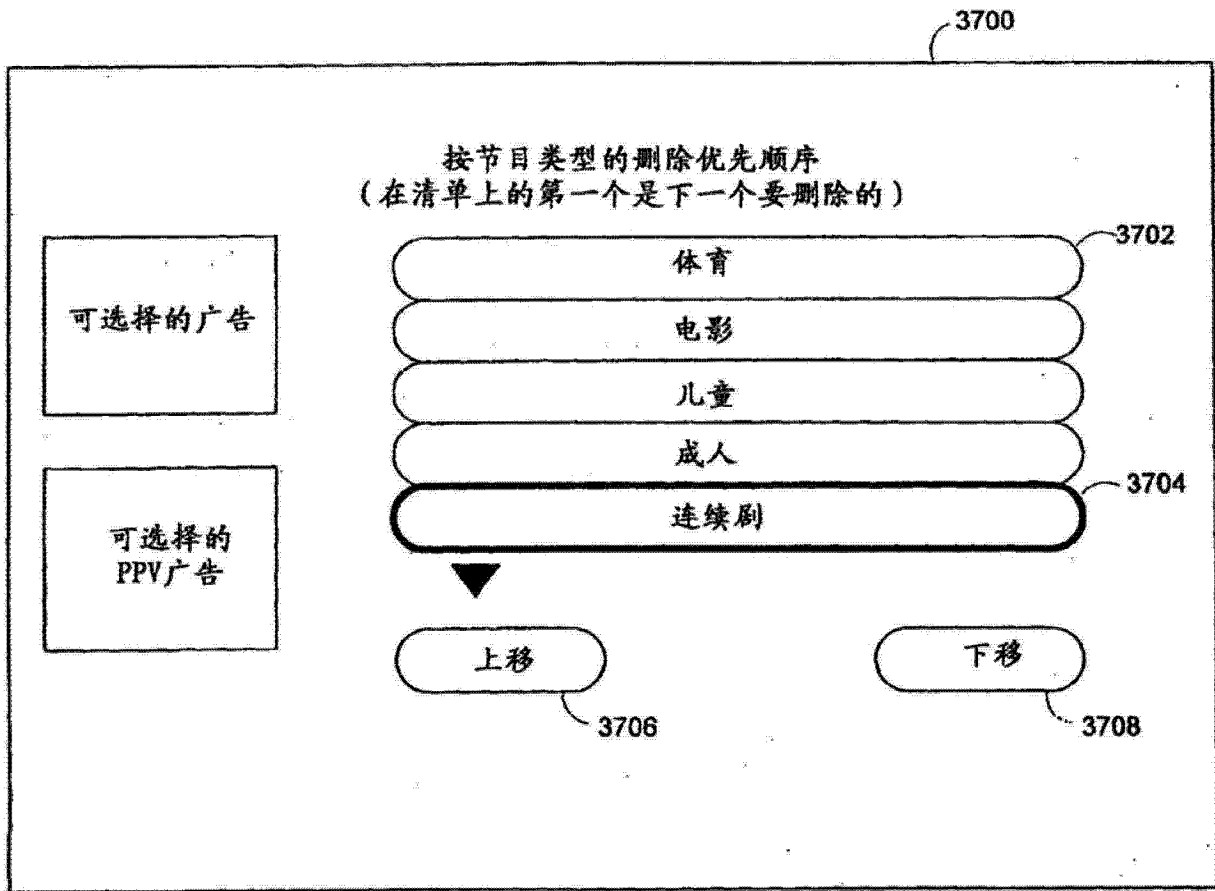 3700
按节目类型的删除优先顺序
（在清单上的第一个是下一个要删除的）
可选择的广告
可选择的
PPV广告
体育
3702
电影
儿童
成人
连续剧
3704
上移
3706
下移
3708